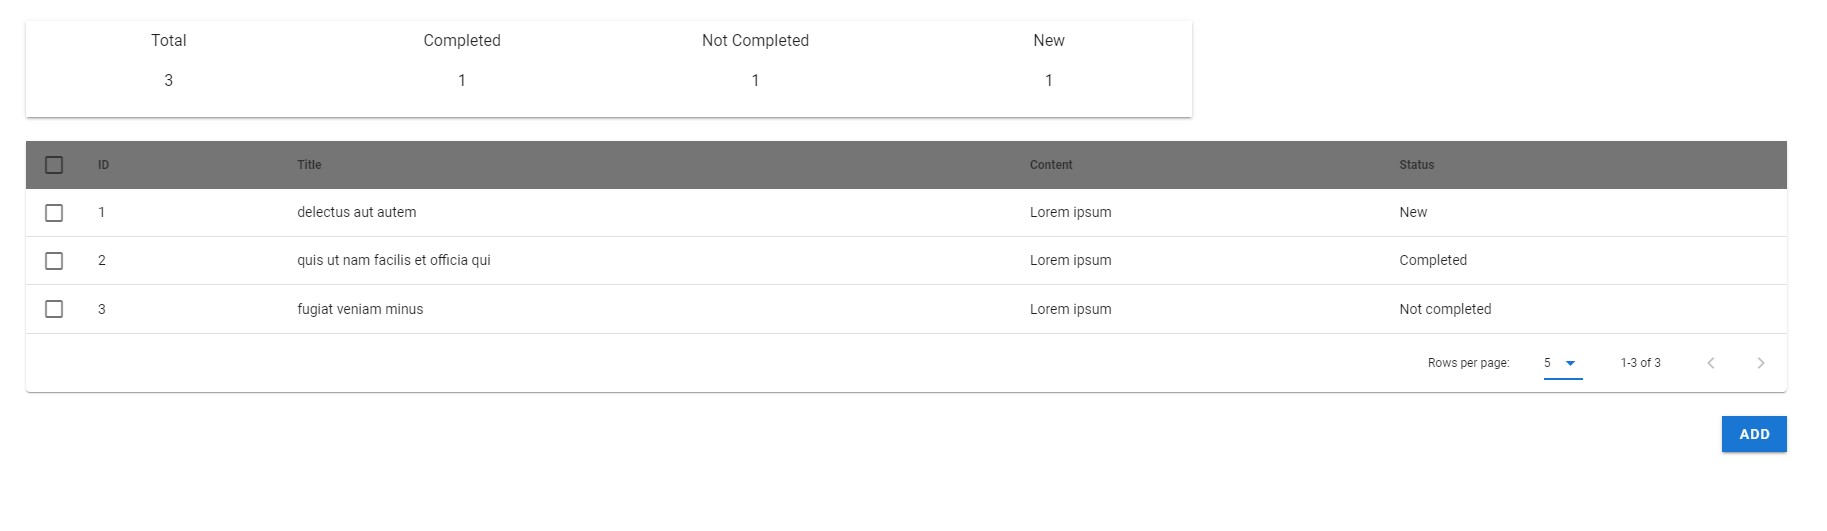 Total Completed Not Completed New
3 1 1 1
ID Title Content Status
1 delectus aut autem Lorem ipsum New
2 quis ut nam facilis et officia qui Lorem ipsum Completed
3 fugiat veniam minus Lorem ipsum Not completed
Rows per page: 5 1-3 of 3
ADD